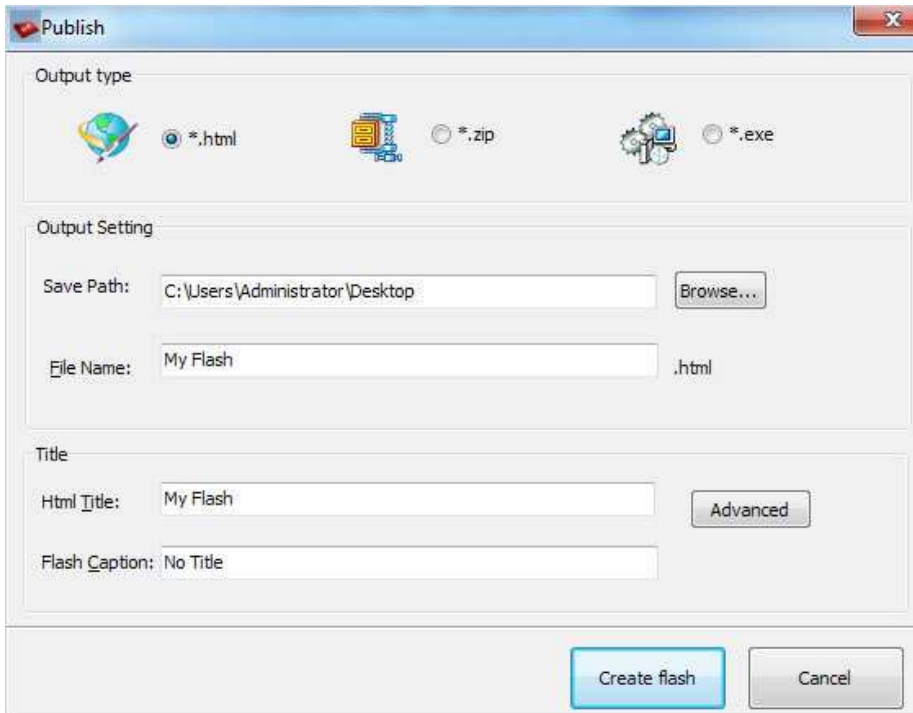 Publish
Output type
*.html
*.zip
*.exe
Output Setting
Save Path: C:\Users\Administrator\Desktop Browse...
File Name: My Flash .html
Title
Html Title: My Flash Advanced
Flash Caption: No Title
Create flash Cancel